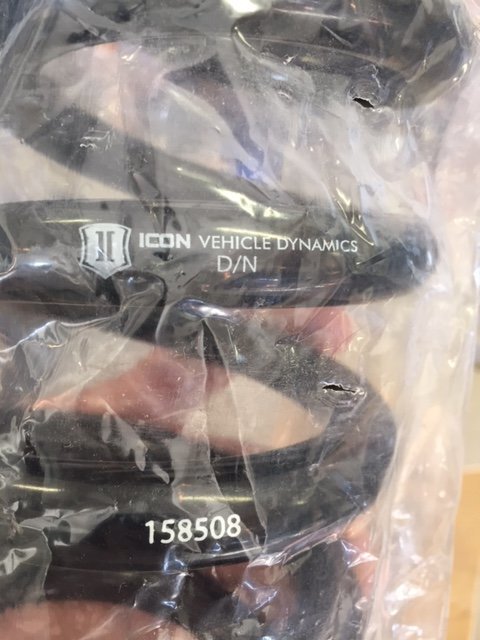 ICON VEHICLE DYNAMICS
D/N
158508